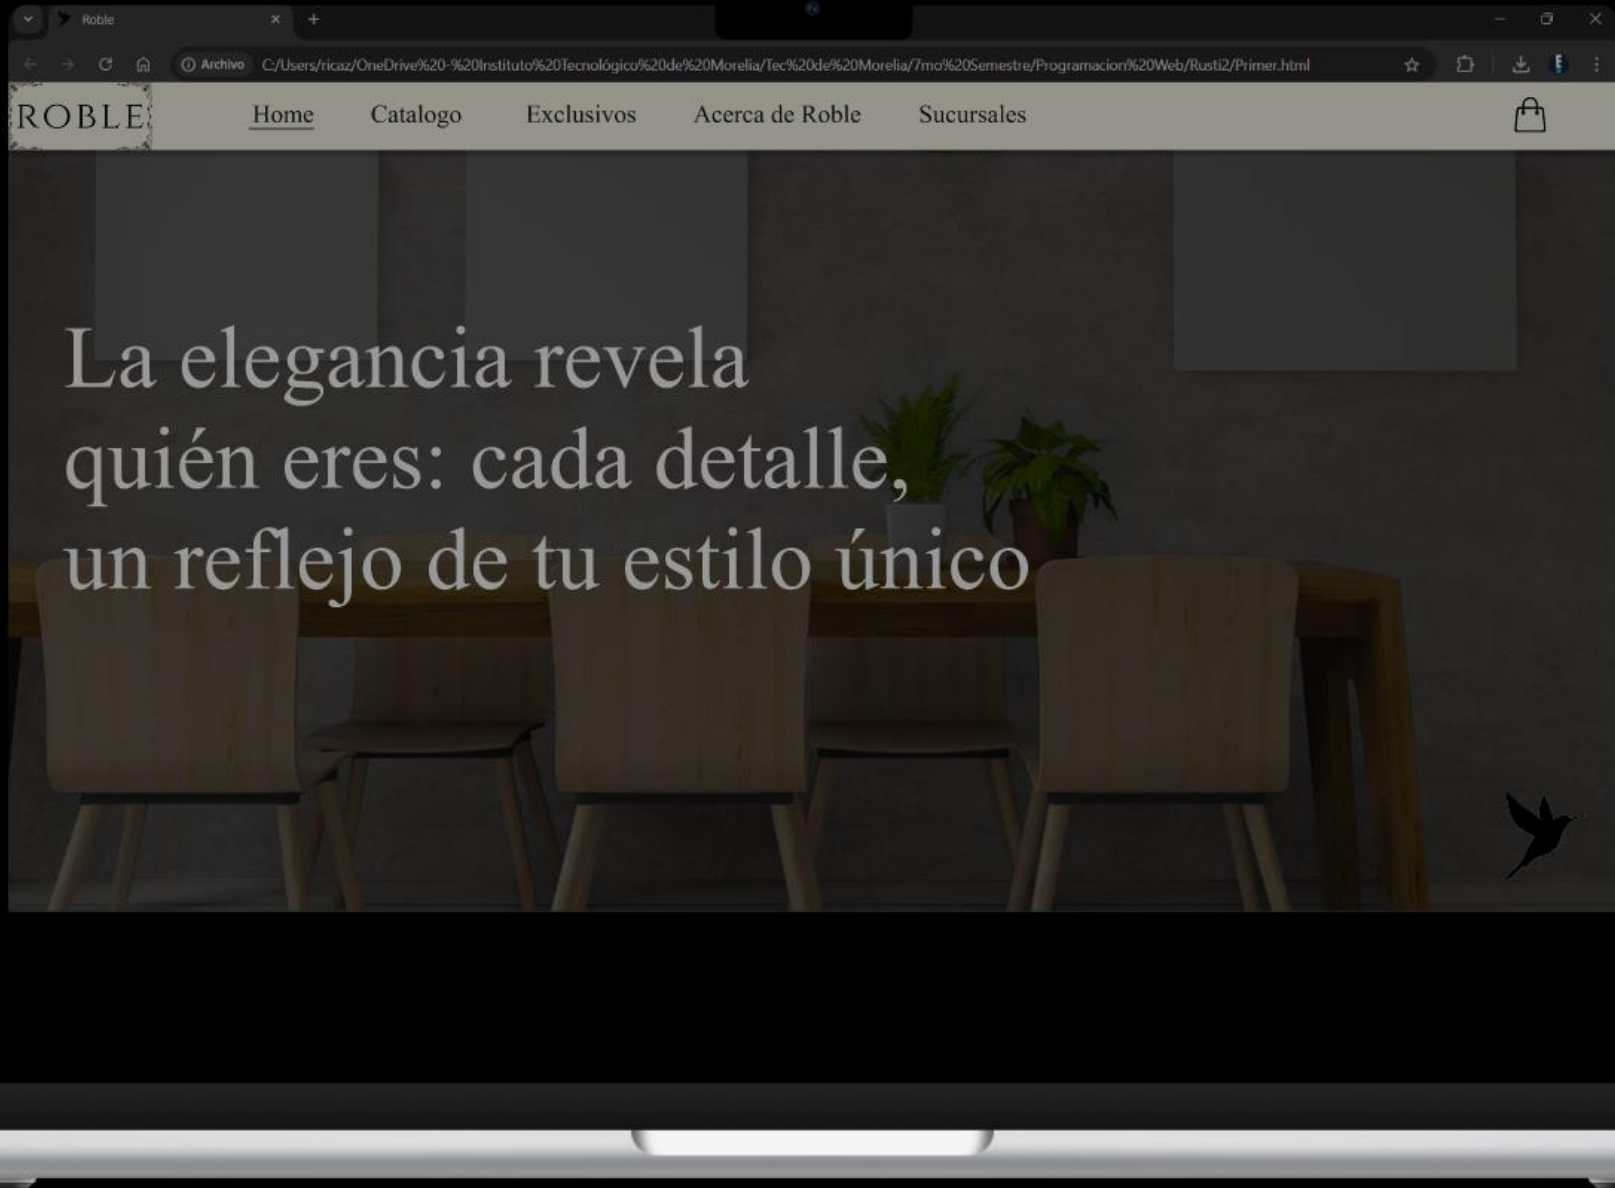 Roble
Archivo C:/Users/ricaz/OneDrive%20-%20Instituto%20Tecnológico%20de%20Morelia/Tec%20de%20Morelia/7mo%20Semestre/Programacion%20Web/Rusti2/Primer.html
ROBLE Home Catalogo Exclusivos Acerca de Roble Sucursales
La elegancia revela
quién eres: cada detalle,
un reflejo de tu estilo único